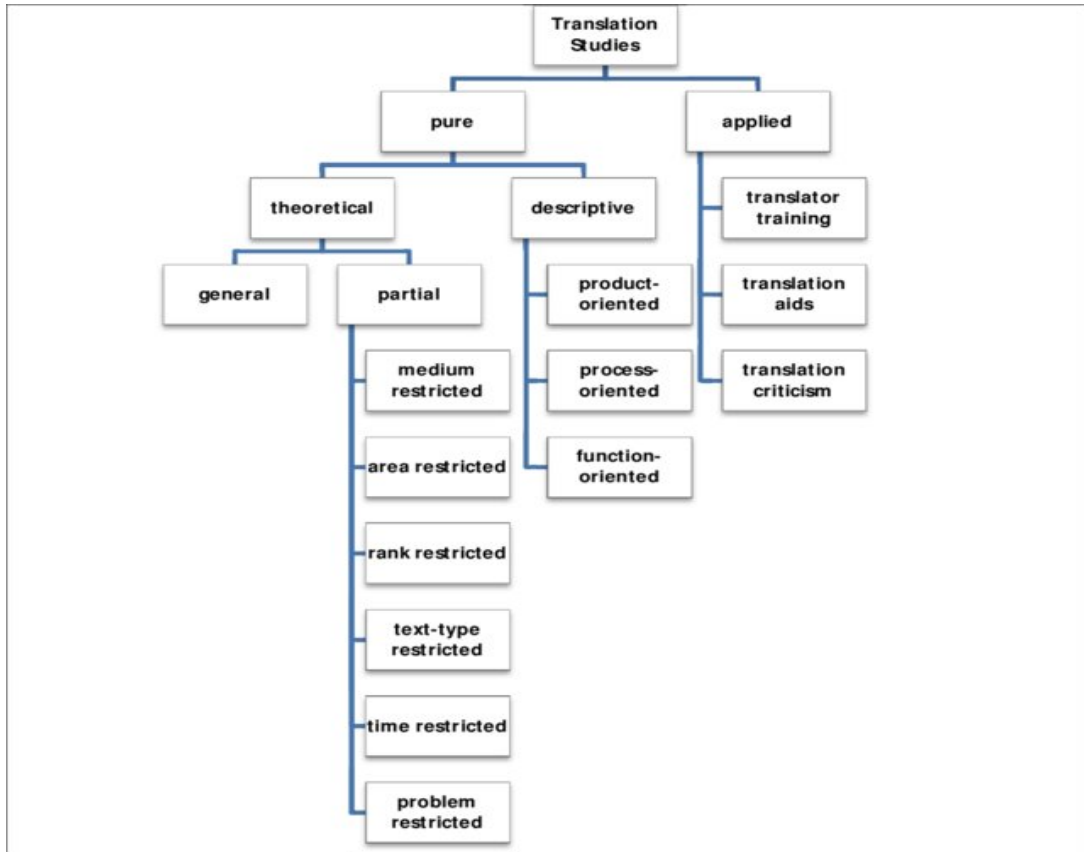 Translation
Studies
pure
applied
theoretical
descriptive
translator
training
general
partial
product-
oriented
translation
aids
medium
restricted
process-
oriented
translation
criticism
area restricted
function-
oriented
rank restricted
text-type
restricted
time restricted
problem
restricted